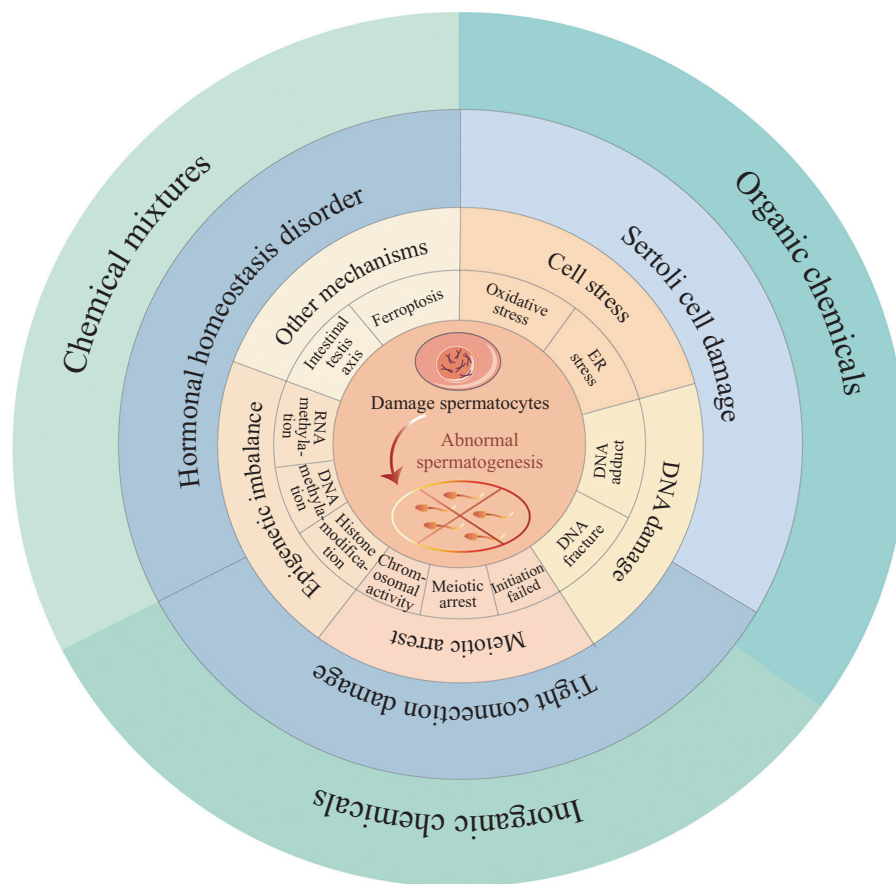 Chemical mixtures
Organic chemicals
Inorganic chemicals
Hormonal homeostasis disorder
Sertoli cell damage
Tight connection damage
Other mechanisms
Cell stress
DNA damage
Meiotic arrest
Epigenetic imbalance
Intestinal
testis
axis
Ferroptosis
Oxidative
stress
ER
stress
DNA
adduct
DNA
fracture
Initiation
failed
Meiotic
arrest
Chrom-
osomal
activity
Histone
modifica-
tion
DNA
methyla-
tion
RNA
methyla-
tion
Damage spermatocytes
Abnormal
spermatogenesis